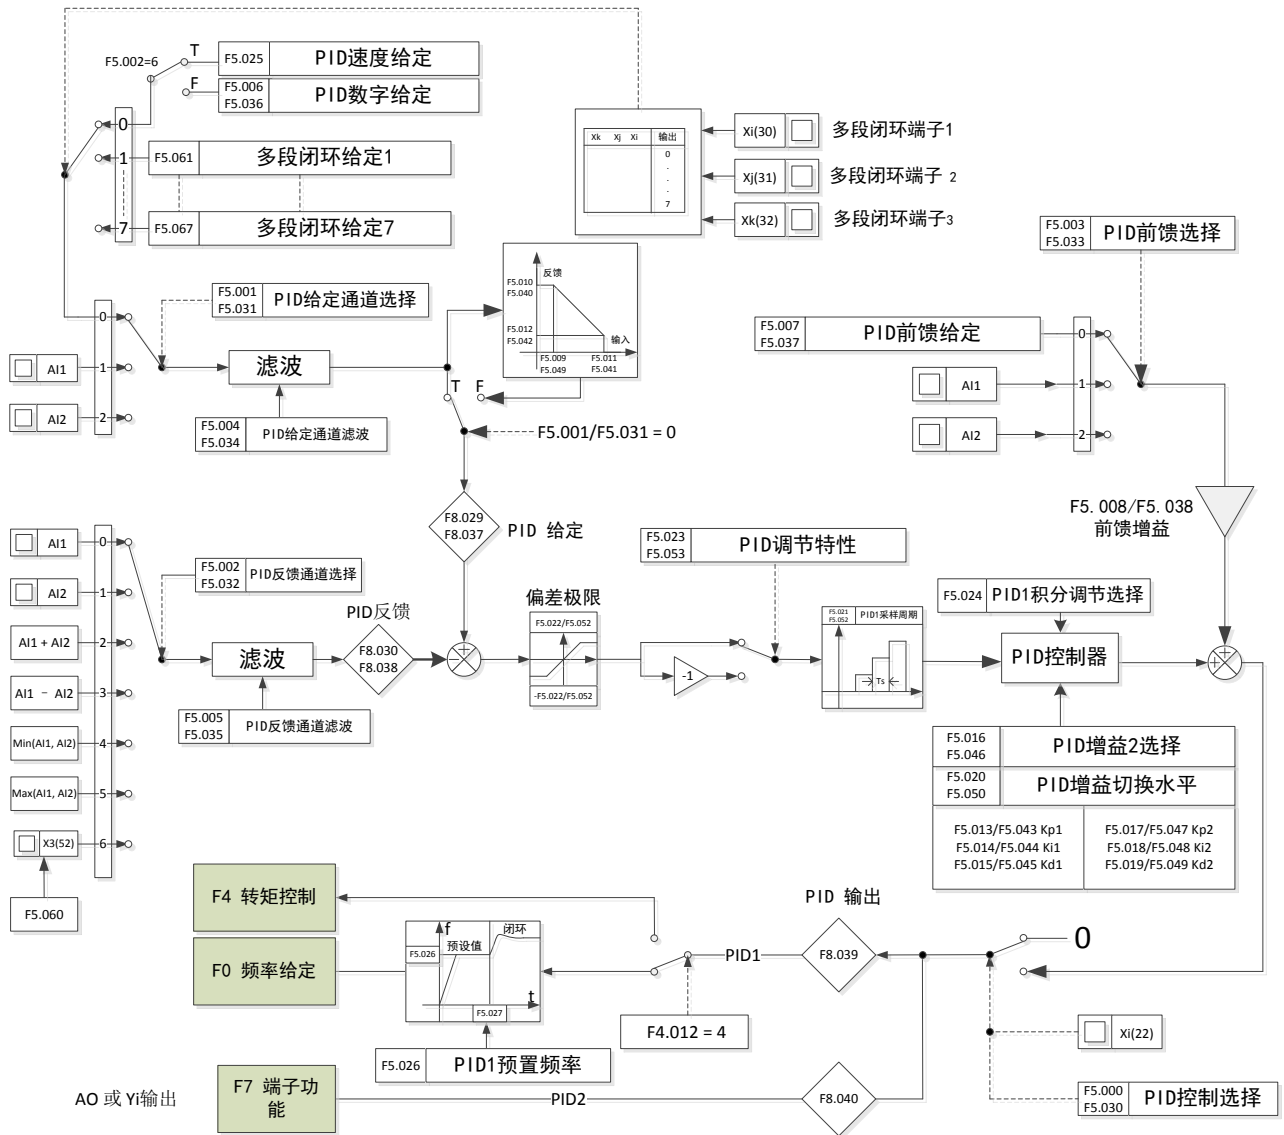 F5.002=6
T
F5.025
PID速度给定
F
F5.006
F5.036
PID数字给定
0
1
F5.061
多段闭环给定1
7
F5.067
多段闭环给定7
Xk Xj Xi 输出
0
.
.
.
7
Xi(30)
多段闭环端子1
Xj(31)
多段闭环端子 2
Xk(32)
多段闭环端子3
F5.003
F5.033
PID前馈选择
F5.001
F5.031
PID给定通道选择
0
AI1
1
AI2
2
滤波
F5.004
F5.034
PID给定通道滤波
反馈
F5.010
F5.040
F5.012
F5.042
输入
F5.009
F5.049
F5.011
F5.041
T
F
F5.001/F5.031 = 0
F5.007
F5.037
PID前馈给定
0
AI1
1
AI2
2
F5.008/F5.038
前馈增益
F8.029
F8.037
PID 给定
AI1
0
AI2
1
AI1 + AI2
2
AI1 – AI2
3
Min(AI1, AI2)
4
Max(AI1, AI2)
5
X3(52)
6
F5.060
F5.002
F5.032
PID反馈通道选择
滤波
F5.005
F5.035
PID反馈通道滤波
PID反馈
F8.030
F8.038
+
-
偏差极限
F5.022/F5.052
-F5.022/F5.052
F5.023
F5.053
PID调节特性
-1
F5.021
F5.052
PID1采样周期
Ts
F5.024
PID1积分调节选择
PID控制器
+
+
F5.016
F5.046
PID增益2选择
F5.020
F5.050
PID增益切换水平
F5.013/F5.043 Kp1
F5.014/F5.044 Ki1
F5.015/F5.045 Kd1
F5.017/F5.047 Kp2
F5.018/F5.048 Ki2
F5.019/F5.049 Kd2
F4 转矩控制
F0 频率给定
f
闭环
F5.026
预设值
t
F5.027
F5.026
PID1预置频率
PID1
F4.012 = 4
PID 输出
F8.039
0
Xi(22)
F5.000
F5.030
PID控制选择
AO 或 Yi输出
F7 端子功
能
PID2
F8.040